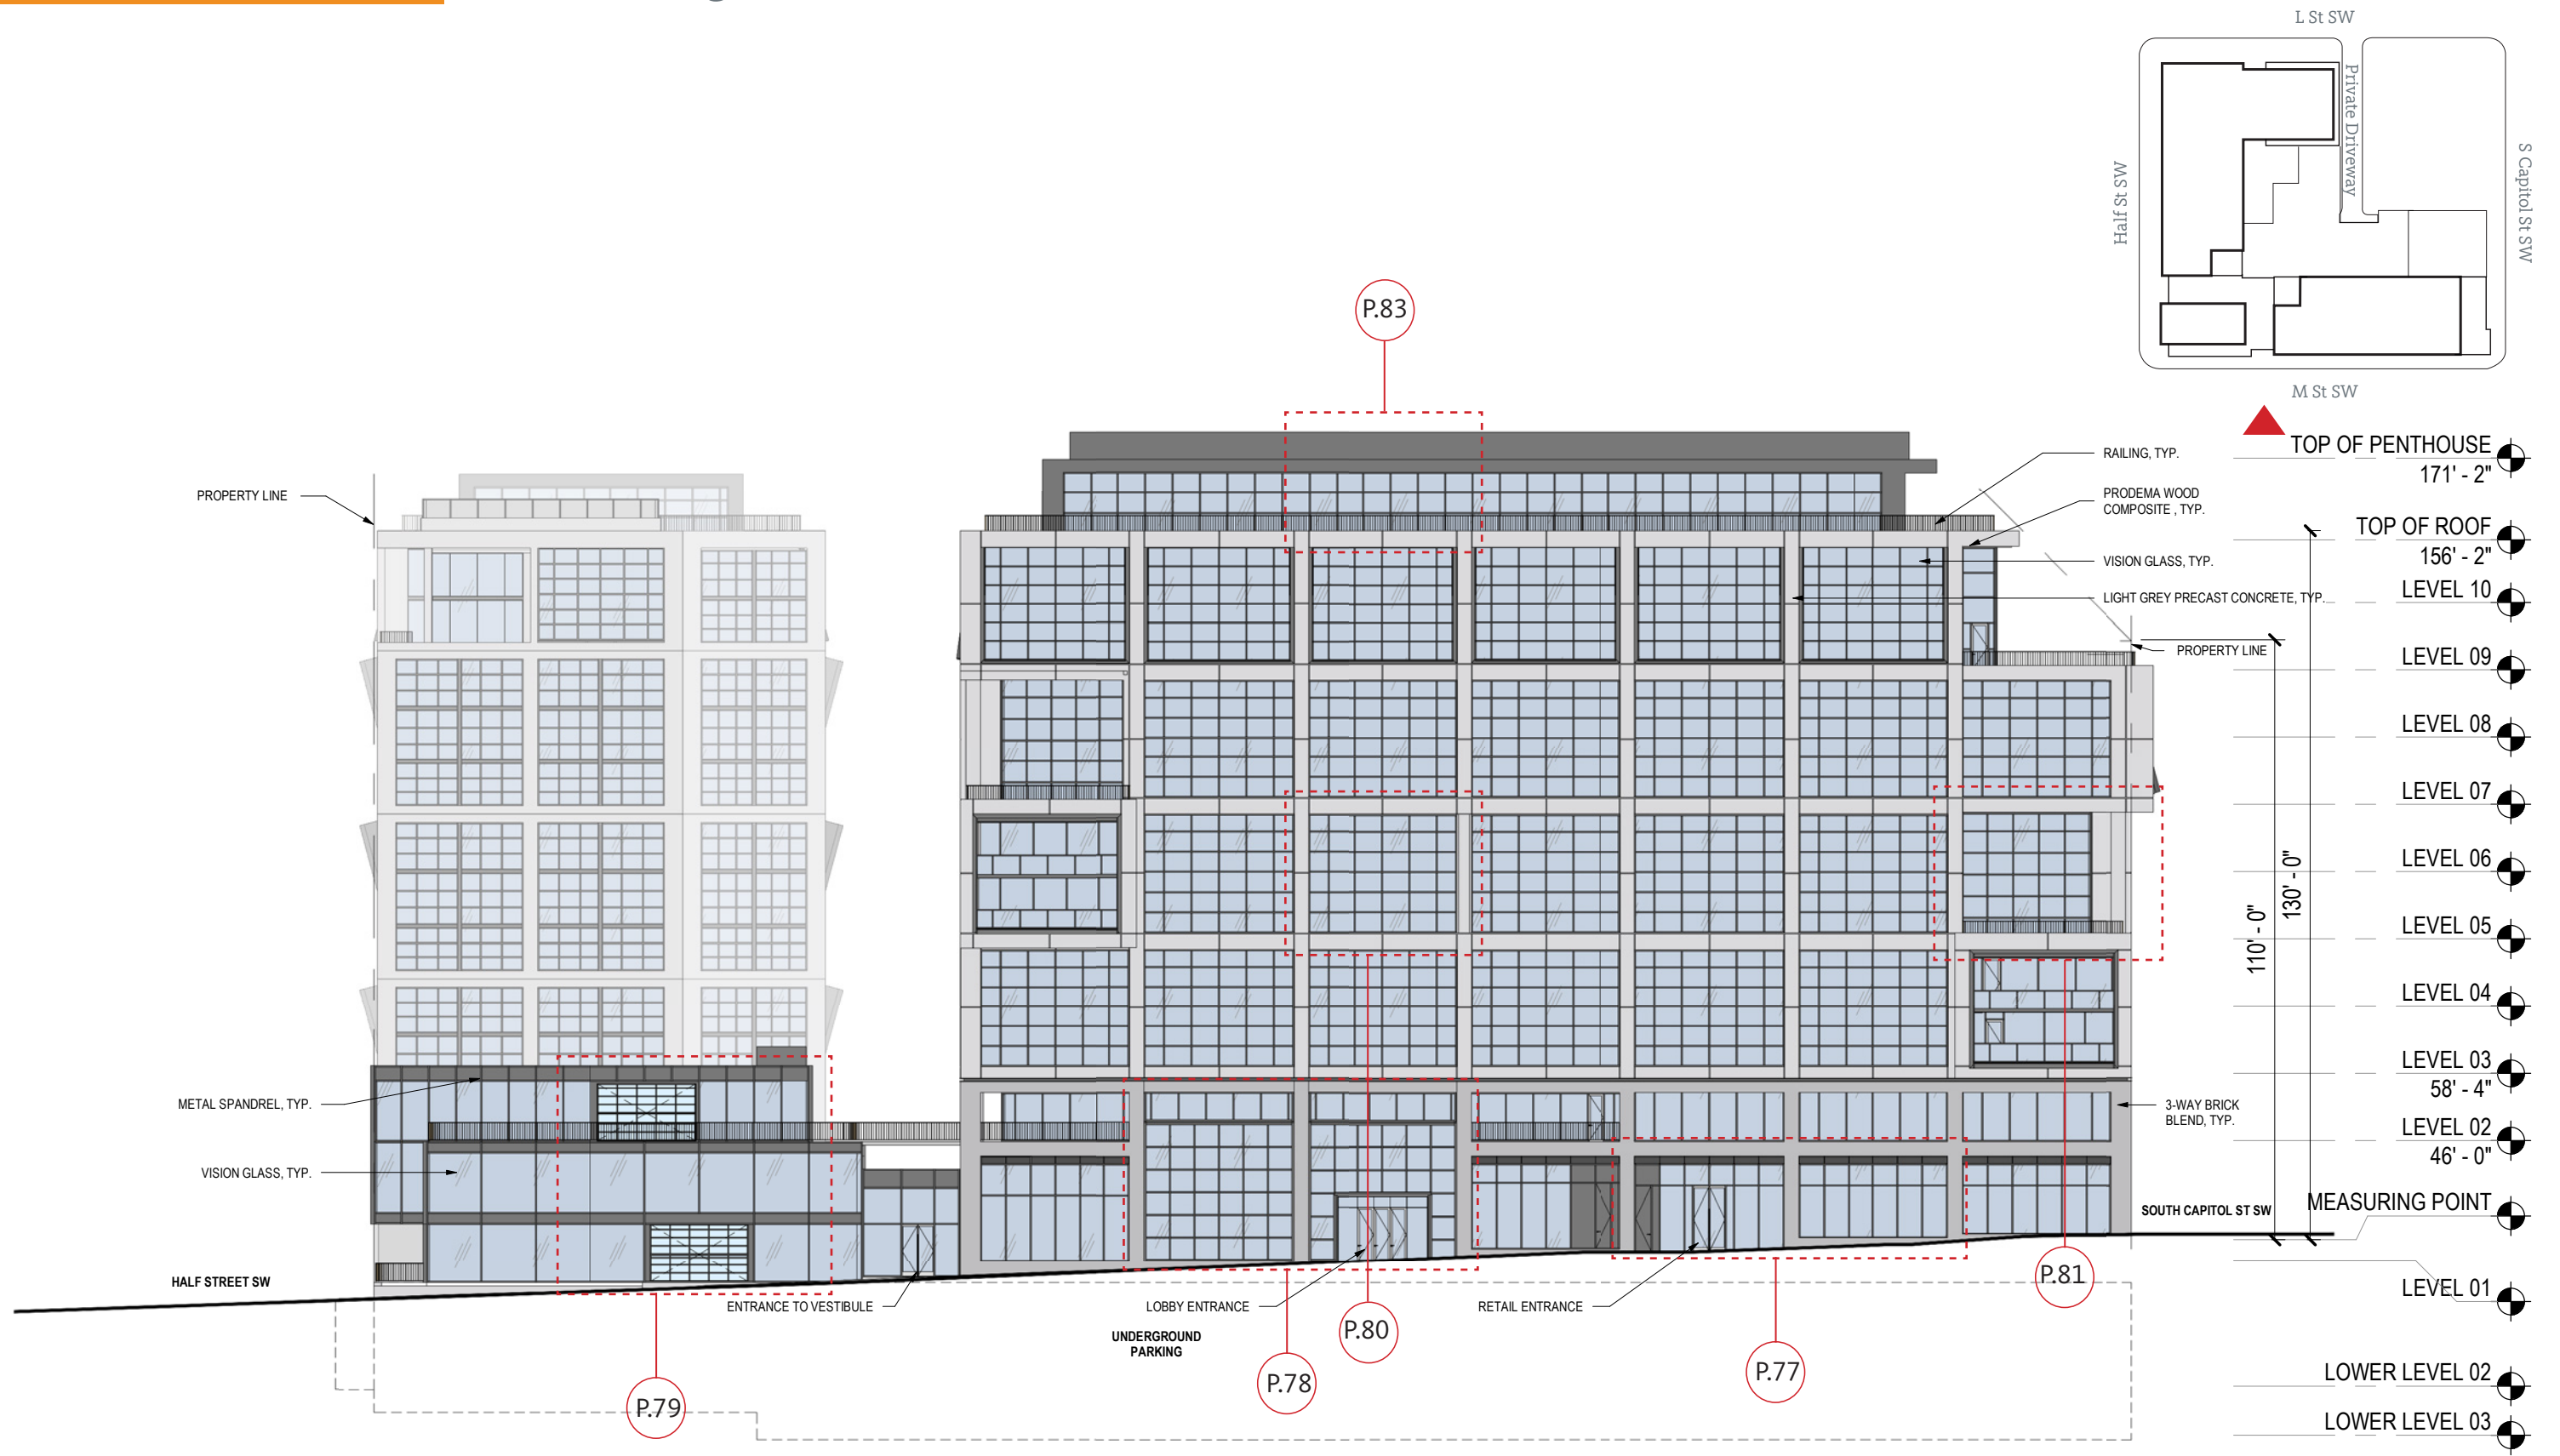 L St SW
Private Driveway
Half St SW
S Capitol St SW
M St SW
P.83
TOP OF PENTHOUSE
171' - 2"
RAILING, TYP.
PROPERTY LINE
PRODEMA WOOD
COMPOSITE , TYP.
TOP OF ROOF
156' - 2"
VISION GLASS, TYP.
LEVEL 10
LIGHT GREY PRECAST CONCRETE, TYP.
PROPERTY LINE
LEVEL 09
LEVEL 08
LEVEL 07
LEVEL 06
130' - 0"
110' - 0"
LEVEL 05
LEVEL 04
LEVEL 03
58' - 4"
METAL SPANDREL, TYP.
3-WAY BRICK
BLEND, TYP.
LEVEL 02
46' - 0"
VISION GLASS, TYP.
SOUTH CAPITOL ST SW
MEASURING POINT
HALF STREET SW
P.81
LEVEL 01
ENTRANCE TO VESTIBULE
LOBBY ENTRANCE
RETAIL ENTRANCE
UNDERGROUND
PARKING
P.80
P.78
P.77
P.79
LOWER LEVEL 02
LOWER LEVEL 03